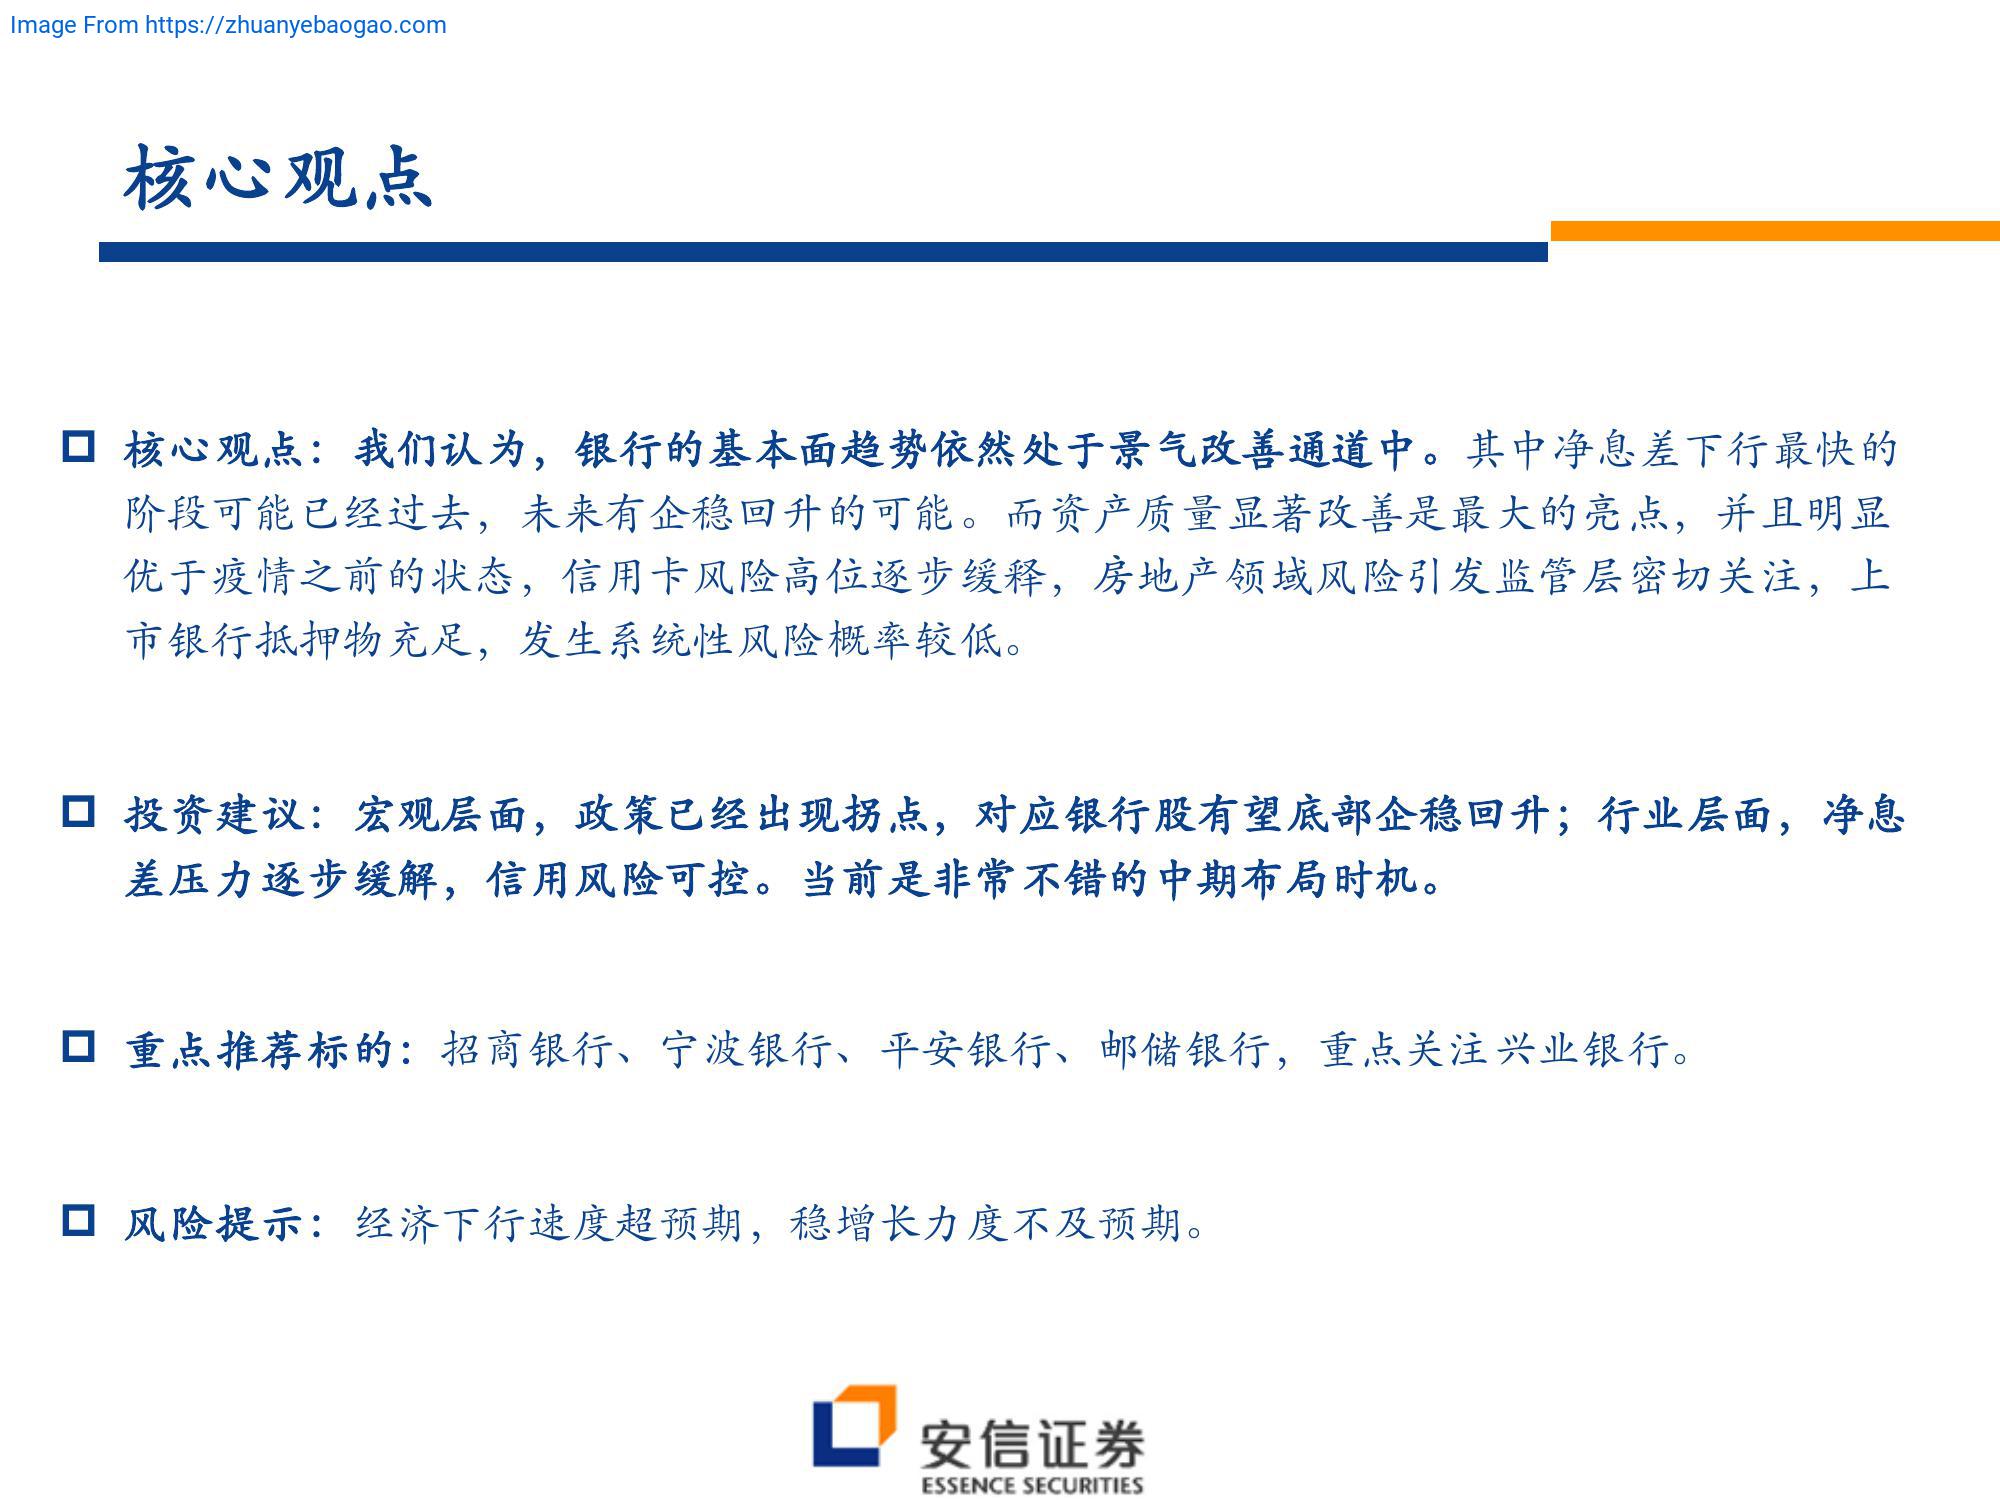 Image From https://zhuanyebaogao.com
核心观点
核心观点：我们认为，银行的基本面趋势依然处于景气改善通道中。其中净息差下行最快的
阶段可能已经过去，未来有企稳回升的可能。而资产质量显著改善是最大的亮点，并且明显
优于疫情之前的状态，信用卡风险高位逐步缓释，房地产领域风险引发监管层密切关注，上
市银行抵押物充足，发生系统性风险概率较低。
投资建议：宏观层面，政策已经出现拐点，对应银行股有望底部企稳回升；行业层面，净息
差压力逐步缓解，信用风险可控。当前是非常不错的中期布局时机。
重点推荐标的：招商银行、宁波银行、平安银行、邮储银行，重点关注兴业银行。
风险提示：经济下行速度超预期，稳增长力度不及预期。
安信证券
ESSENCE SECURITIES